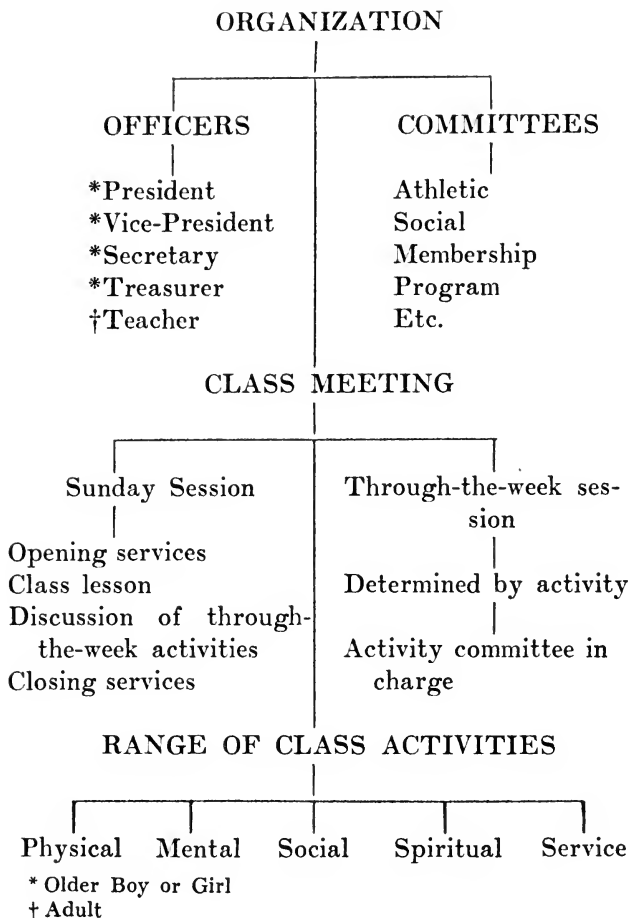 ORGANIZATION
OFFICERS
*President
*Vice-President
*Secretary
*Treasurer
†Teacher
COMMITTEES
Athletic
Social
Membership
Program
Etc.
CLASS MEETING
Sunday Session
Opening services
Class lesson
Discussion of through-
the-week activities
Closing services
Through-the-week ses-
sion
Determined by activity
Activity committee in
charge
RANGE OF CLASS ACTIVITIES
Physical Mental Social Spiritual Service
* Older Boy or Girl
† Adult